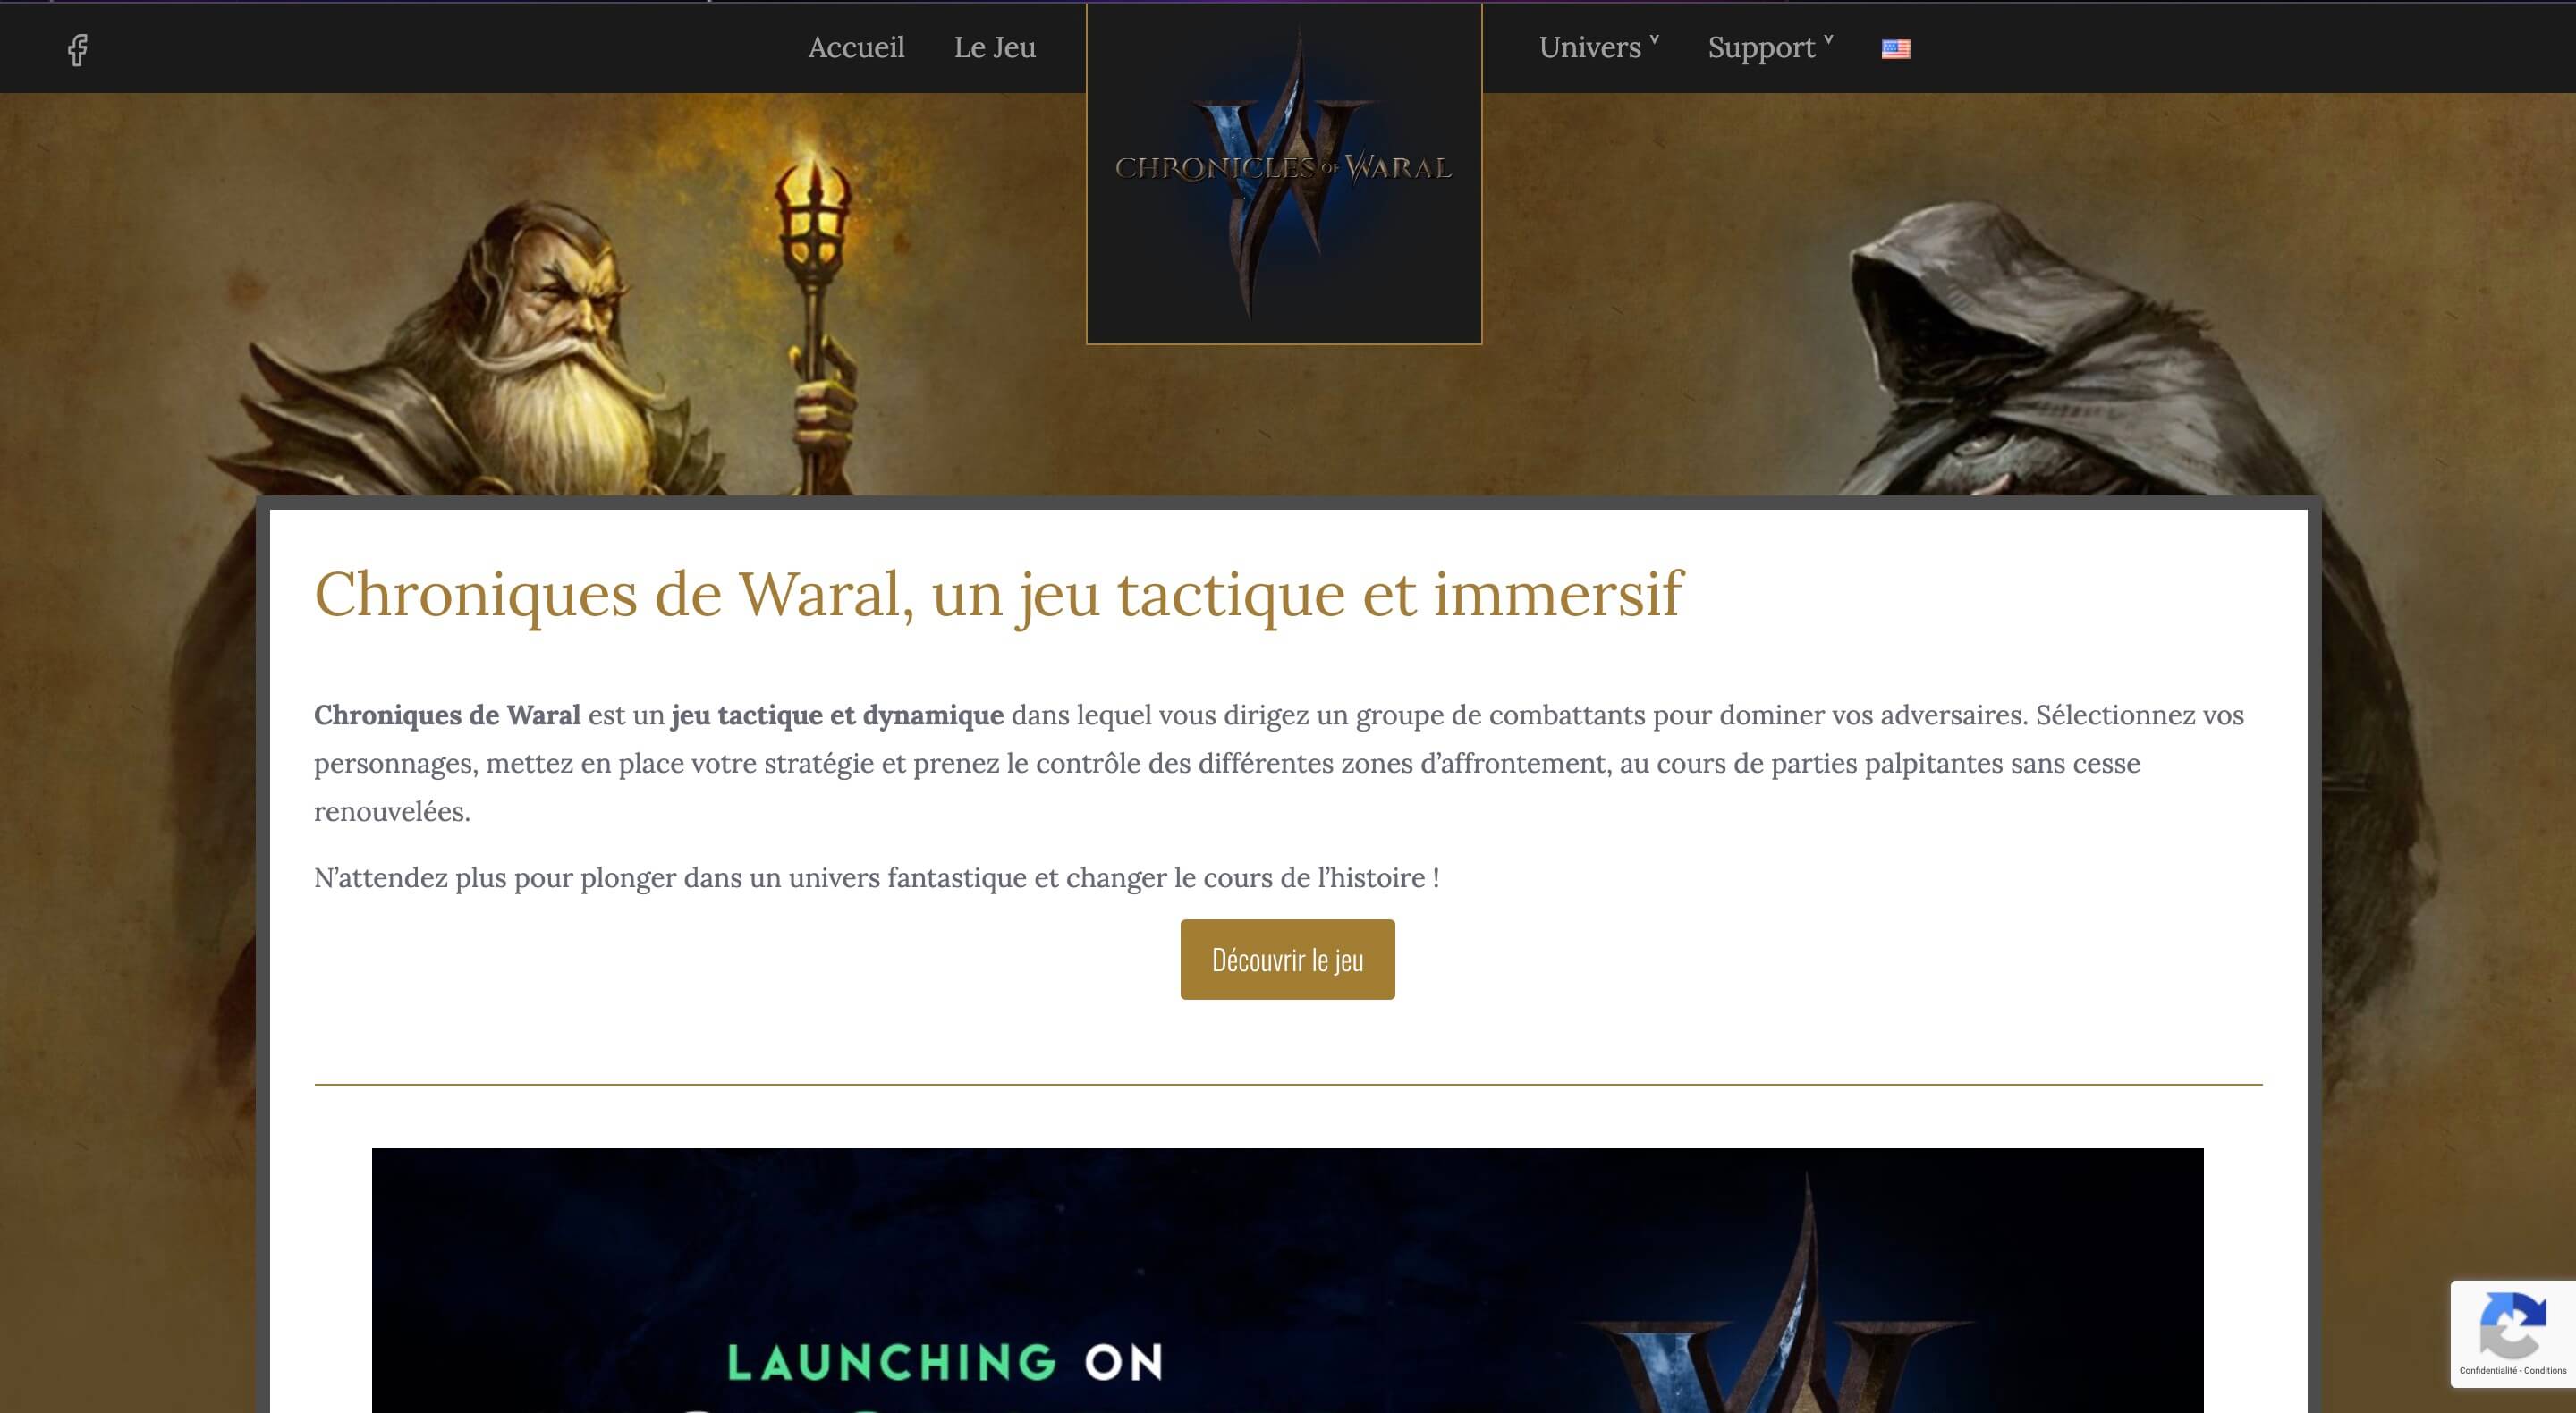 Accueil
Le Jeu
CHRONICLES OF WARAL
Univers
Support
Chroniques de Waral, un jeu tactique et immersif
Chroniques de Waral est un jeu tactique et dynamique dans lequel vous dirigez un groupe de combattants pour dominer vos adversaires. Sélectionnez vos
personnages, mettez en place votre stratégie et prenez le contrôle des différentes zones d’affrontement, au cours de parties palpitantes sans cesse
renouvelées.
N’attendez plus pour plonger dans un univers fantastique et changer le cours de l’histoire !
Découvrir le jeu
LAUNCHING ON
Confidentialité - Conditions